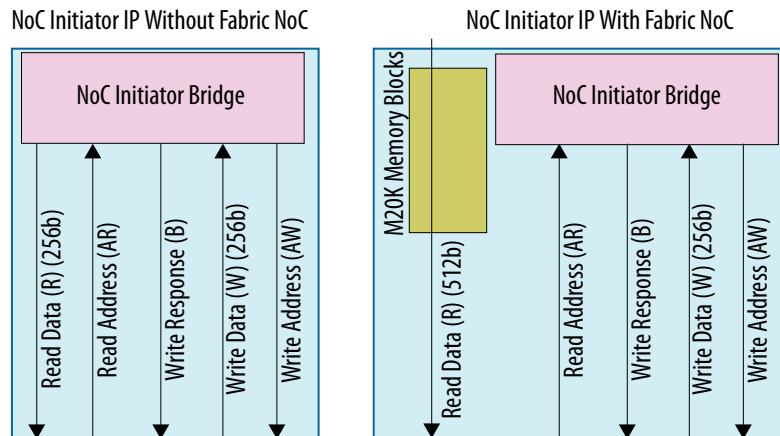 NoC Initiator IP Without Fabric NoC
NoC Initiator Bridge
Read Data (R) (256b)
Read Address (AR)
Write Response (B)
Write Data (W) (256b)
Write Address (AW)
NoC Initiator IP With Fabric NoC
M20K Memory Blocks
NoC Initiator Bridge
Read Data (R) (512b)
Read Address (AR)
Write Response (B)
Write Data (W) (256b)
Write Address (AW)